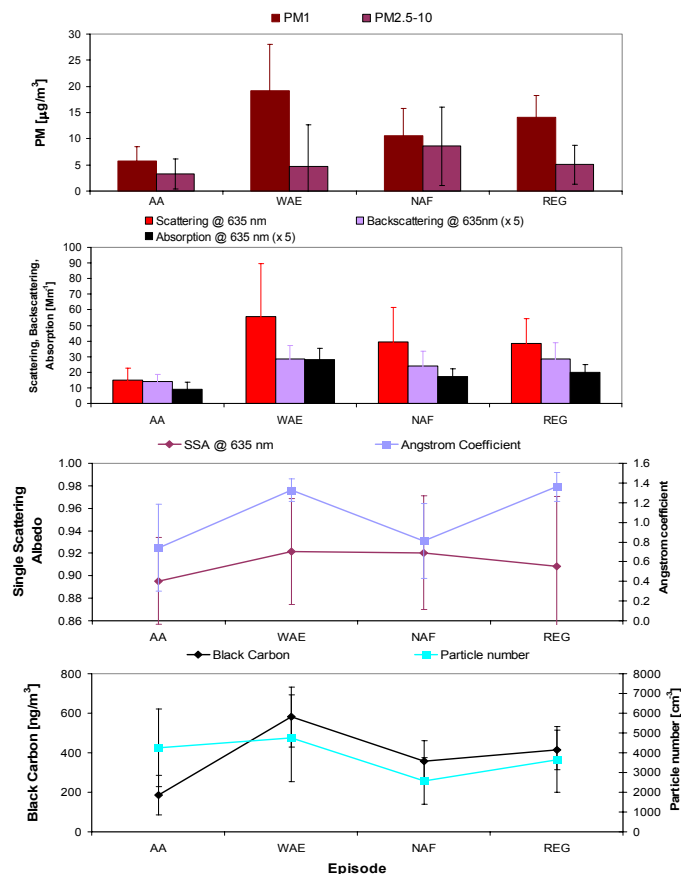 PM1 PM2.5-10
PM [µg/m³]
30
25
20
15
10
5
0
AA WAE NAF REG
Scattering @ 635 nm Backscattering @ 635nm (x 5)
Absorption @ 635 nm (x 5)
Scattering, Backscattering,
Absorption [Mm⁻¹]
100
90
80
70
60
50
40
30
20
10
0
AA WAE NAF REG
SSA @ 635 nm Angstrom Coefficient
Single Scattering
Albedo
1.00
0.98
0.96
0.94
0.92
0.90
0.88
0.86
1.6
1.4
1.2
1.0
0.8
0.6
0.4
0.2
0.0
Angstrom coefficient
AA WAE NAF REG
Black Carbon Particle number
Black Carbon [ng/m³]
800
600
400
200
0
8000
7000
6000
5000
4000
3000
2000
1000
0
Particle number [cm⁻³]
AA WAE NAF REG
Episode